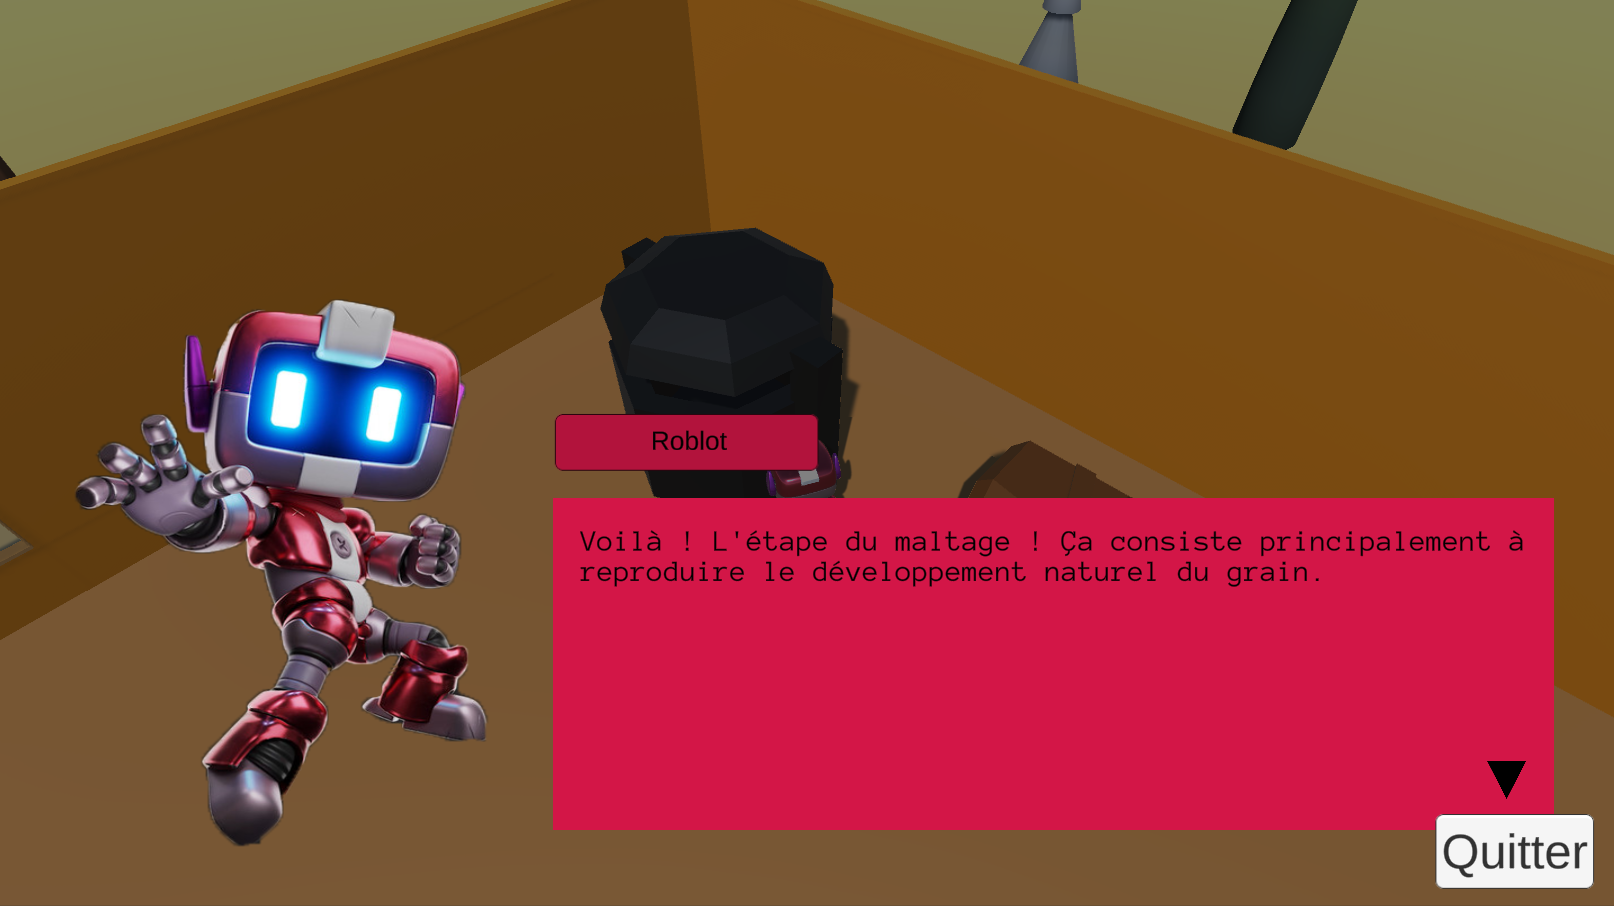 Roblot
Voilà ! L'étape du maltage ! Ça consiste principalement à
reproduire le développement naturel du grain.
Quitter